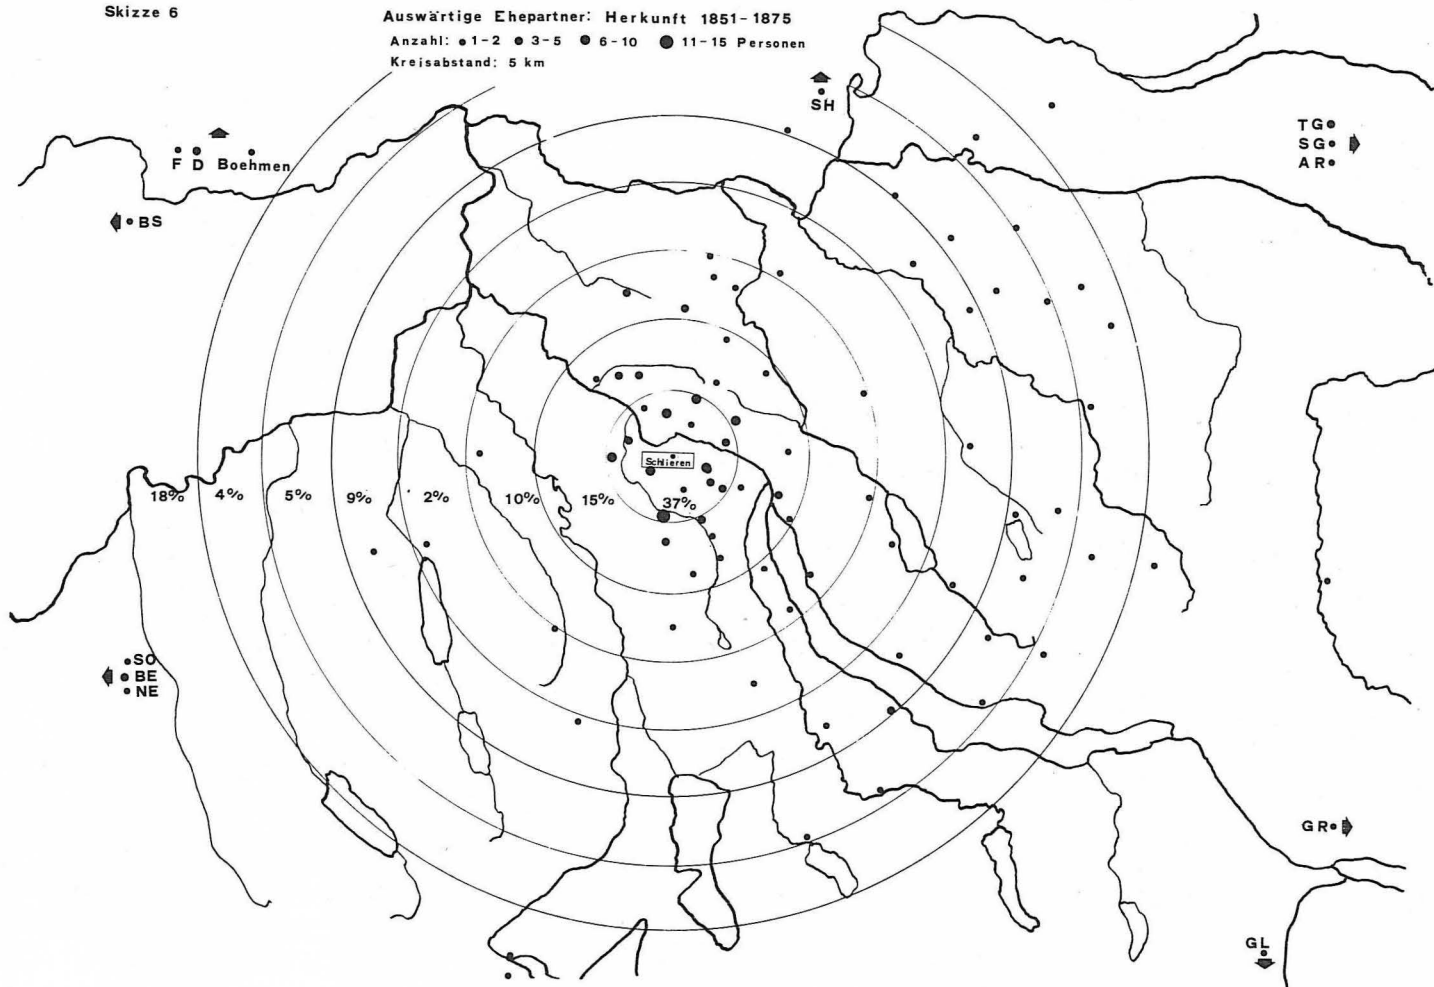 Skizze 6
Auswärtige Ehepartner: Herkunft 1851-1875
Anzahl: 1-2 3-5 6-10 11-15 Personen
Kreisabstand: 5 km
SH
TG
SG
AR
F D Boehmen
BS
Schlieren
18% 4% 5% 9% 2% 10% 15% 37%
SO
BE
NE
GR
GL